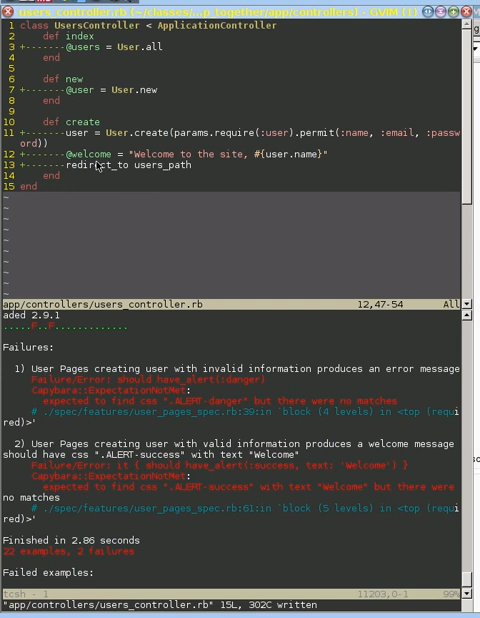 users_controller.rb (~/classes/...p_together/app/controllers) - GVIM (1)
1 class UsersController < ApplicationController
2 def index
3 +-------@users = User.all
4 end
5
6 def new
7 +-------@user = User.new
8 end
9
10 def create
11 +-------user = User.create(params.require(:user).permit(:name, :email, :passw
ord))
12 +-------@welcome = "Welcome to the site, #{user.name}"
13 +-------redirect_to users_path
14 end
15 end
~
~
~
~
~
~
~
~
~
~
app/controllers/users_controller.rb 12,47-54 All
aded 2.9.1
.....F..F.............
Failures:
1) User Pages creating user with invalid information produces an error message
Failure/Error: should have_alert(:danger)
Capybara::ExpectationNotMet:
expected to find css ".ALERT-danger" but there were no matches
# ./spec/features/user_pages_spec.rb:39:in `block (4 levels) in <top (requi
red)>'
2) User Pages creating user with valid information produces a welcome message
should have css ".ALERT-success" with text "Welcome"
Failure/Error: it { should have_alert(:success, text: 'Welcome') }
Capybara::ExpectationNotMet:
expected to find css ".ALERT-success" with text "Welcome" but there were
no matches
# ./spec/features/user_pages_spec.rb:61:in `block (5 levels) in <top (requi
red)>'
Finished in 2.86 seconds
22 examples, 2 failures
Failed examples:
tcsh - 1 11203,0-1 99%
"app/controllers/users_controller.rb" 15L, 302C written